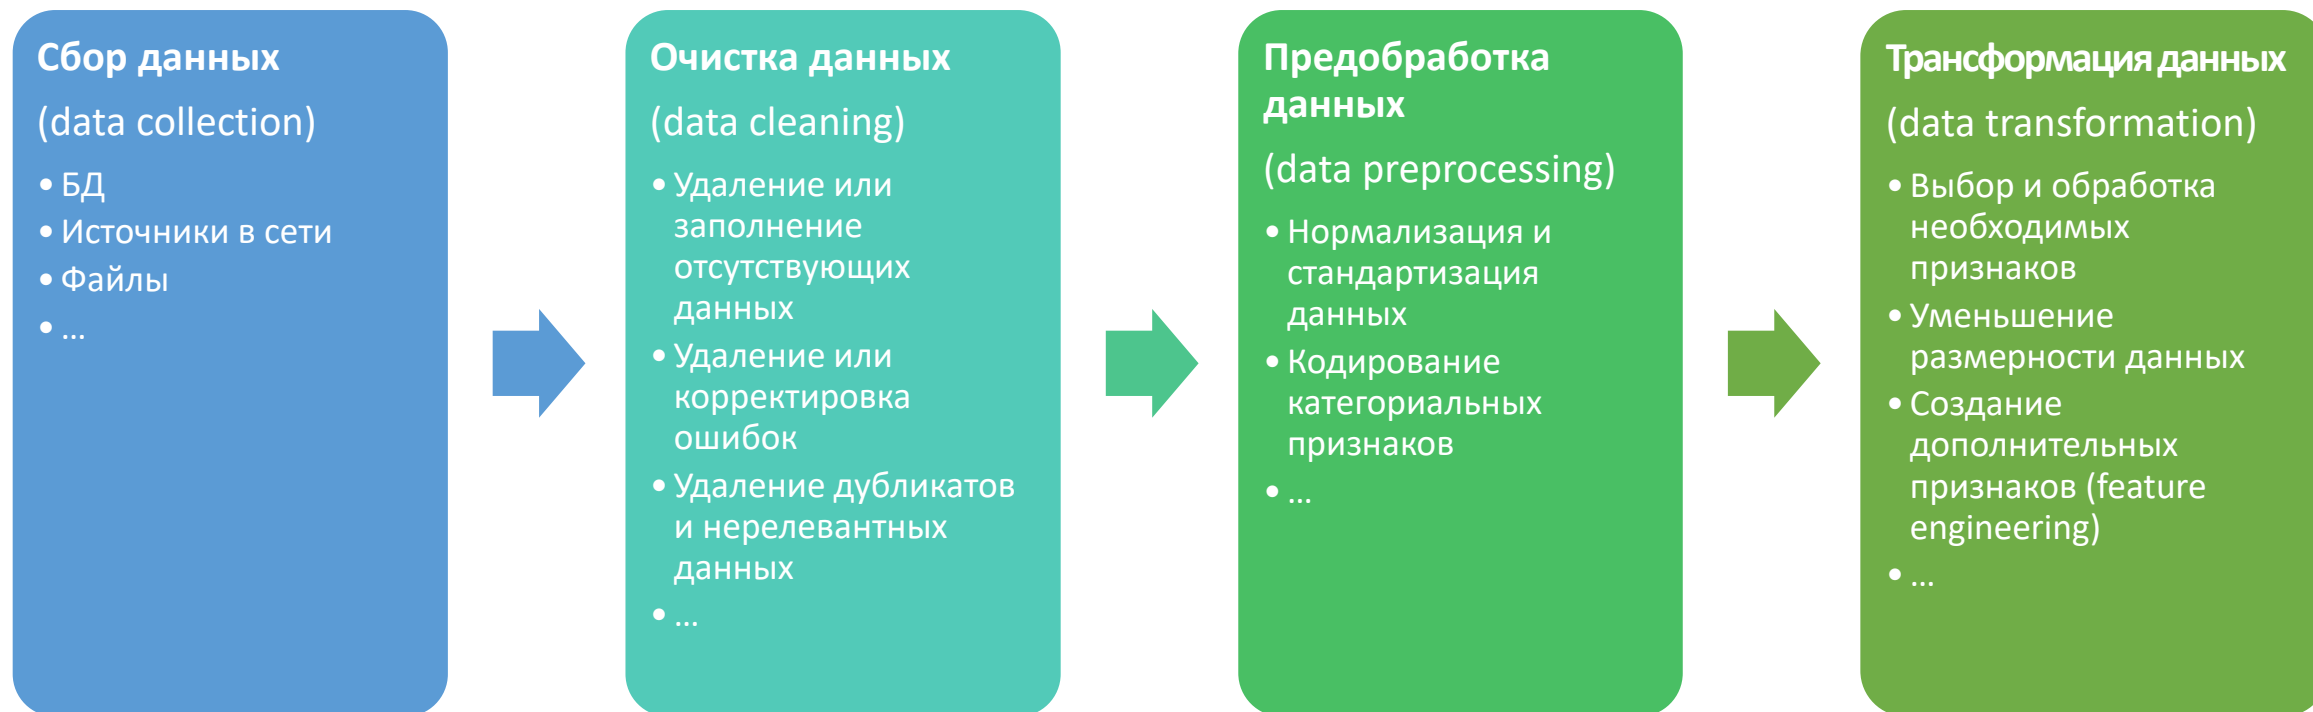 Сбор данных
(data collection)
• БД
• Источники в сети
• Файлы
• ...
Очистка данных
(data cleaning)
• Удаление или
заполнение
отсутствующих
данных
• Удаление или
корректировка
ошибок
• Удаление дубликатов
и нерелевантных
данных
• ...
Предобработка
данных
(data preprocessing)
• Нормализация и
стандартизация
данных
• Кодирование
категориальных
признаков
• ...
Трансформация данных
(data transformation)
• Выбор и обработка
необходимых
признаков
• Уменьшение
размерности данных
• Создание
дополнительных
признаков (feature
engineering)
• ...